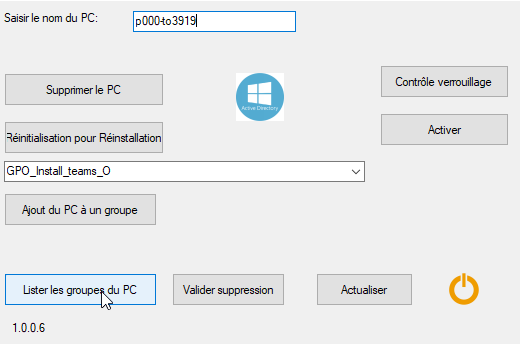 Saisir le nom du PC:
p000-to3919
Supprimer le PC
Active Directory
Contrôle verrouillage
Réinitialisation pour Réinstallation
Activer
GPO_Install_teams_O
Ajout du PC à un groupe
Lister les groupes du PC
Valider suppression
Actualiser
1.0.0.6